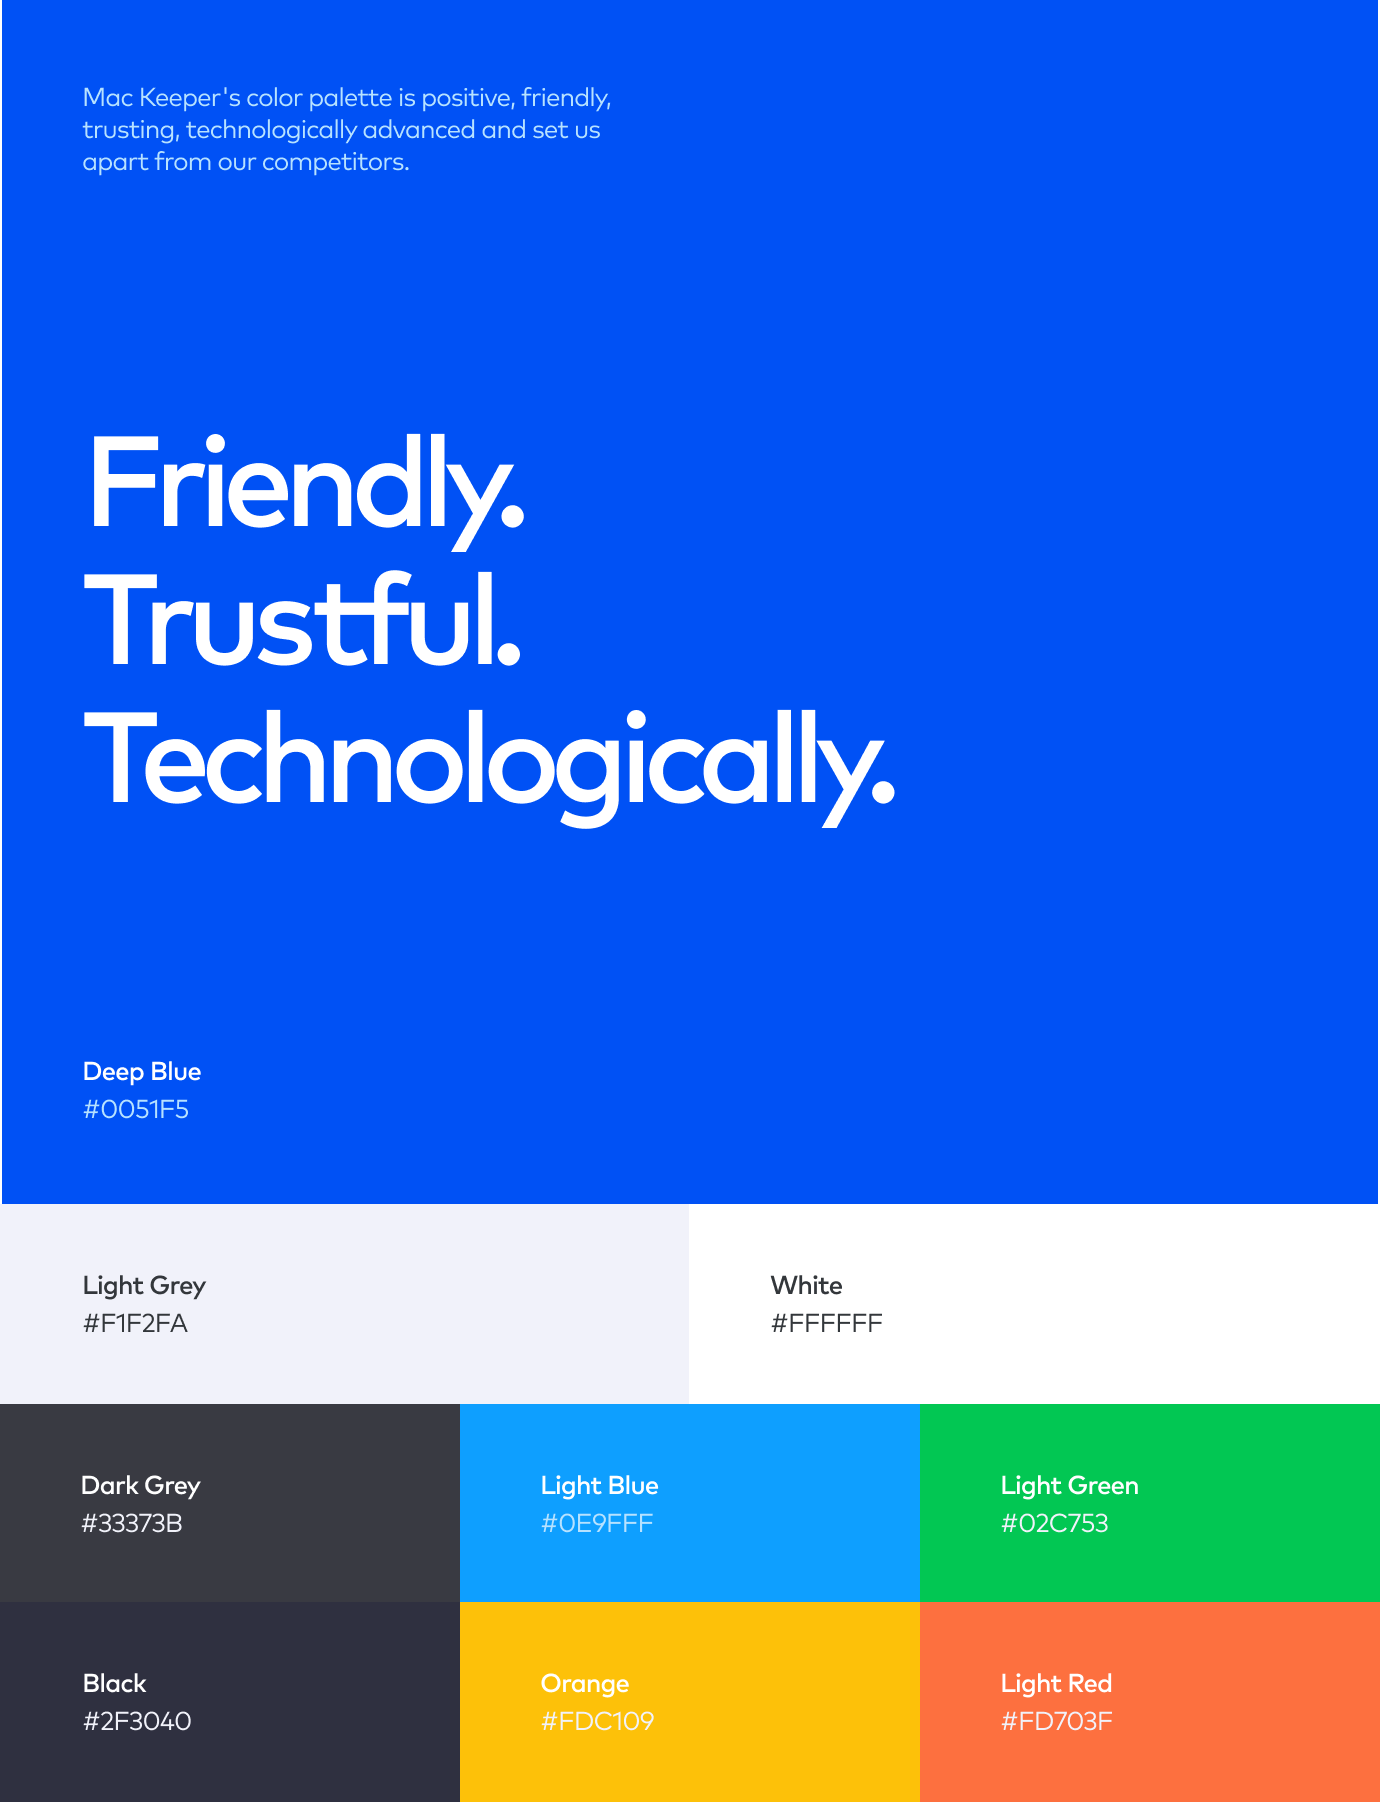 Mac Keeper's color palette is positive, friendly,
trusting, technologically advanced and set us
apart from our competitors.
Friendly.
Trustful.
Technologically.
Deep Blue
#0051F5
Light Grey
#F1F2FA
White
#FFFFFF
Dark Grey
#33373B
Light Blue
#0E9FFF
Light Green
#02C753
Black
#2F3040
Orange
#FDC109
Light Red
#FD703F